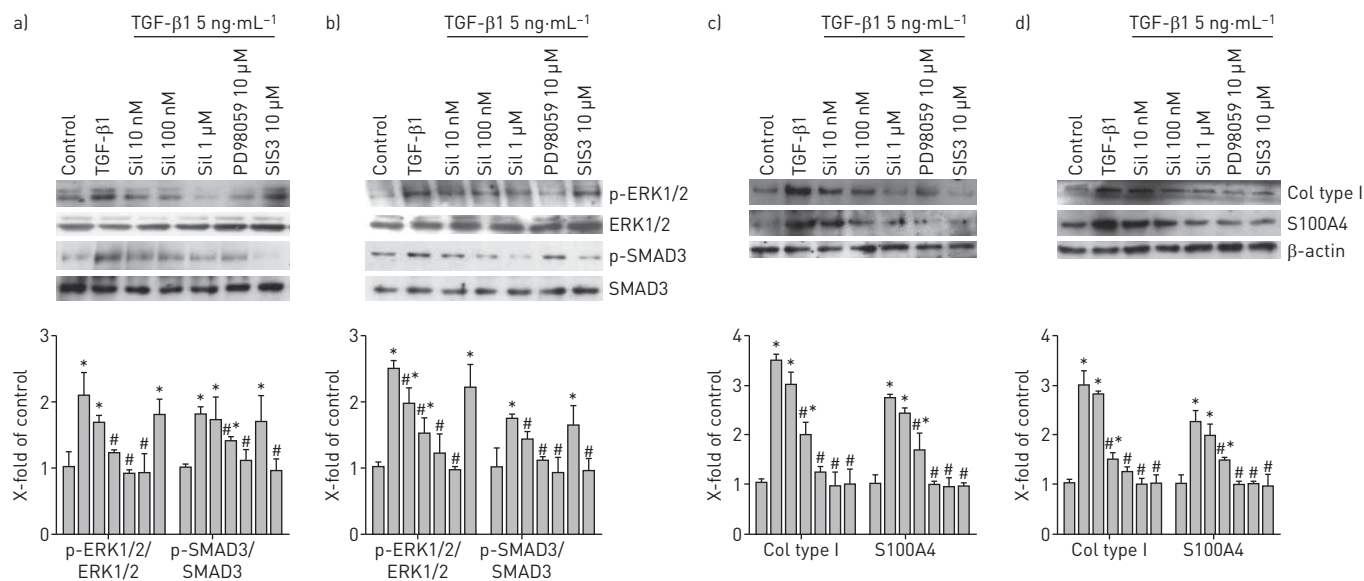 a)
TGF-β1 5 ng·mL⁻¹
Control
TGF-β1
Sil 10 nM
Sil 100 nM
Sil 1 μM
PD98059 10 μM
SIS3 10 μM
b)
TGF-β1 5 ng·mL⁻¹
Control
TGF-β1
Sil 10 nM
Sil 100 nM
Sil 1 μM
PD98059 10 μM
SIS3 10 μM
p-ERK1/2
ERK1/2
p-SMAD3
SMAD3
c)
TGF-β1 5 ng·mL⁻¹
Control
TGF-β1
Sil 10 nM
Sil 100 nM
Sil 1 μM
PD98059 10 μM
SIS3 10 μM
d)
TGF-β1 5 ng·mL⁻¹
Control
TGF-β1
Sil 10 nM
Sil 100 nM
Sil 1 μM
PD98059 10 μM
SIS3 10 μM
Col type I
S100A4
β-actin
X-fold of control
3
2
1
0
* * # # # * * * #* # * #
p-ERK1/2/
ERK1/2
p-SMAD3/
SMAD3
X-fold of control
3
2
1
0
* #* #* # # * * # # # * #
p-ERK1/2/
ERK1/2
p-SMAD3/
SMAD3
X-fold of control
4
3
2
1
0
* * #* # # # * * #* # # #
Col type I
S100A4
X-fold of control
4
3
2
1
0
* * #* # # # * * #* # # #
Col type I
S100A4